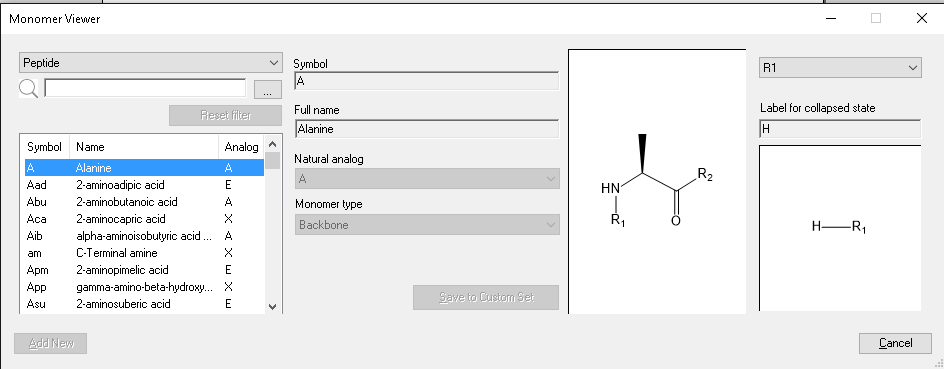 Monomer Viewer
Peptide
...
Reset filter
Symbol Name Analog
A Alanine A
Aad 2-aminoadipic acid E
Abu 2-aminobutanoic acid A
Aca 2-aminocapric acid X
Aib alpha-aminoisobutyric acid ... A
am C-Terminal amine X
Apm 2-aminopimelic acid E
App gamma-amino-beta-hydroxy... X
Asu 2-aminosuberic acid E
Add New
Symbol
A
Full name
Alanine
Natural analog
A
Monomer type
Backbone
Save to Custom Set
HN
R1
R2
O
R1
Label for collapsed state
H
H R1
Cancel